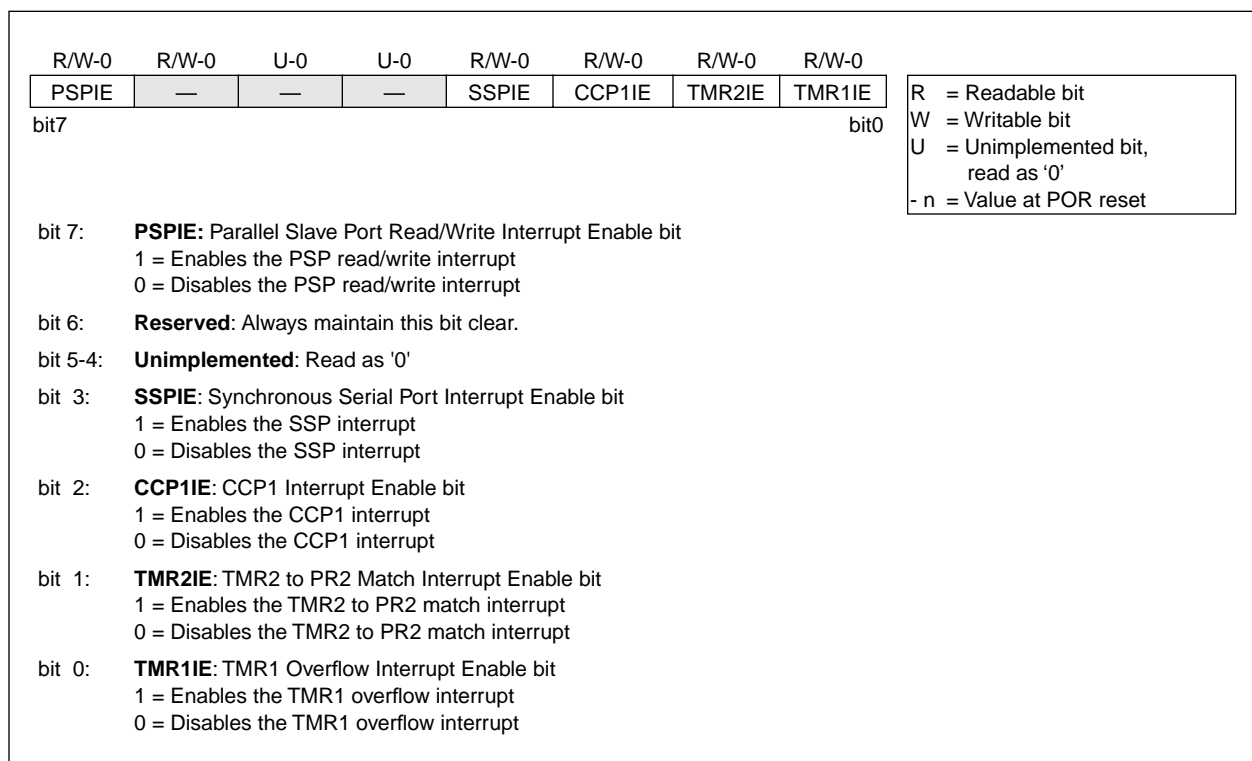 R/W-0 R/W-0 U-0 U-0 R/W-0 R/W-0 R/W-0 R/W-0
PSPIE — — — SSPIE CCP1IE TMR2IE TMR1IE
bit7 bit0
R = Readable bit
W = Writable bit
U = Unimplemented bit,
read as ‘0’
- n = Value at POR reset
bit 7: PSPIE: Parallel Slave Port Read/Write Interrupt Enable bit
1 = Enables the PSP read/write interrupt
0 = Disables the PSP read/write interrupt
bit 6: Reserved: Always maintain this bit clear.
bit 5-4: Unimplemented: Read as '0'
bit 3: SSPIE: Synchronous Serial Port Interrupt Enable bit
1 = Enables the SSP interrupt
0 = Disables the SSP interrupt
bit 2: CCP1IE: CCP1 Interrupt Enable bit
1 = Enables the CCP1 interrupt
0 = Disables the CCP1 interrupt
bit 1: TMR2IE: TMR2 to PR2 Match Interrupt Enable bit
1 = Enables the TMR2 to PR2 match interrupt
0 = Disables the TMR2 to PR2 match interrupt
bit 0: TMR1IE: TMR1 Overflow Interrupt Enable bit
1 = Enables the TMR1 overflow interrupt
0 = Disables the TMR1 overflow interrupt